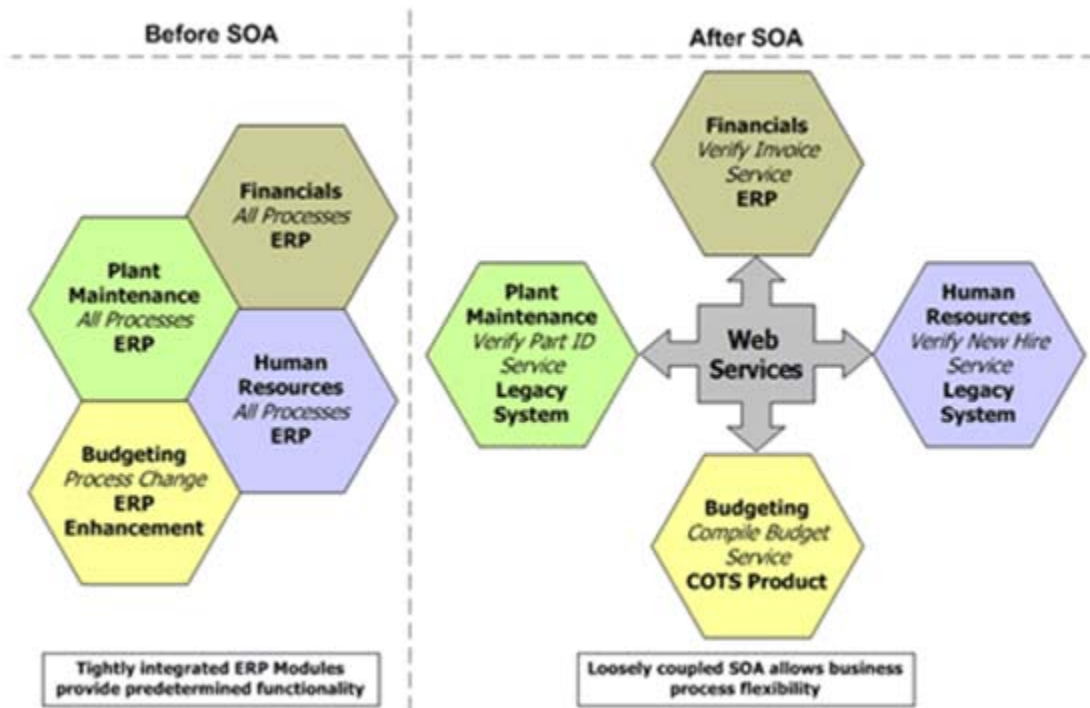 Before SOA
Financials
All Processes
ERP
Plant
Maintenance
All Processes
ERP
Human
Resources
All Processes
ERP
Budgeting
Process Change
ERP
Enhancement
Tightly integrated ERP Modules
provide predetermined functionality
After SOA
Financials
Verify Invoice
Service
ERP
Plant
Maintenance
Verify Part ID
Service
Legacy
System
Web
Services
Human
Resources
Verify New Hire
Service
Legacy
System
Budgeting
Compile Budget
Service
COTS Product
Loosely coupled SOA allows business
process flexibility